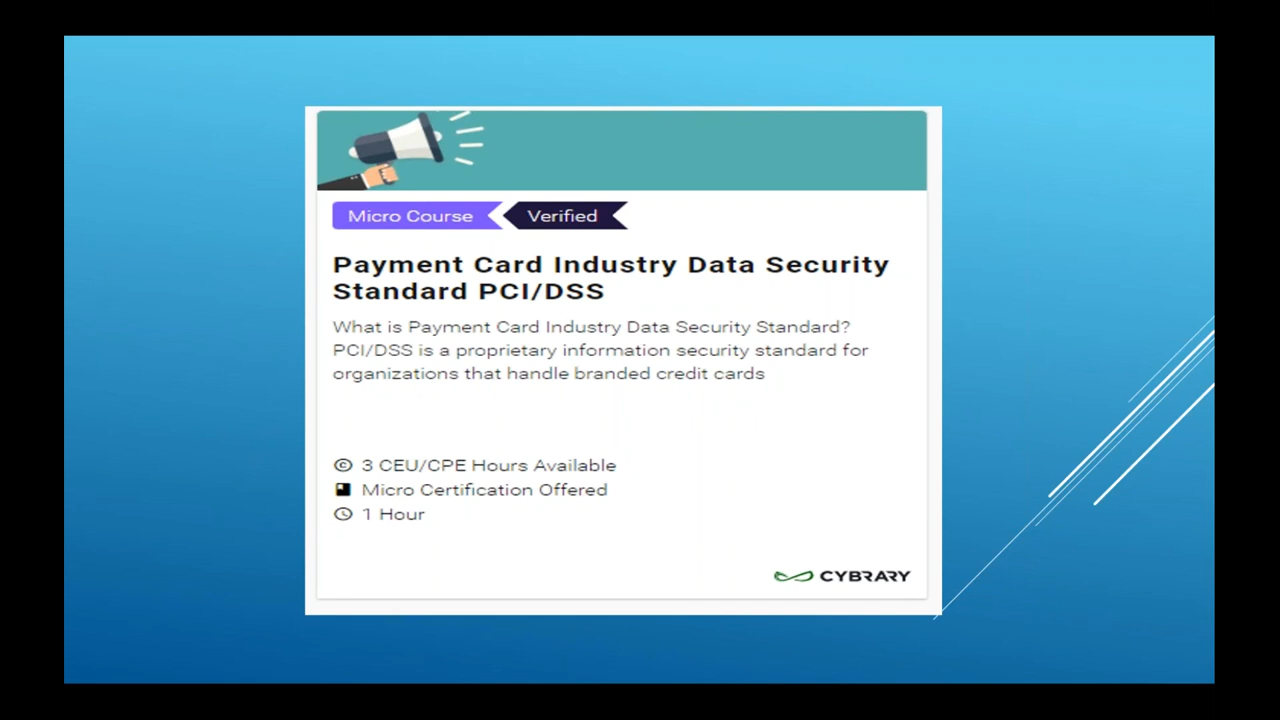 Micro Course
Verified
Payment Card Industry Data Security
Standard PCI/DSS
What is Payment Card Industry Data Security Standard?
PCI/DSS is a proprietary information security standard for
organizations that handle branded credit cards
3 CEU/CPE Hours Available
Micro Certification Offered
1 Hour
CYBRARY